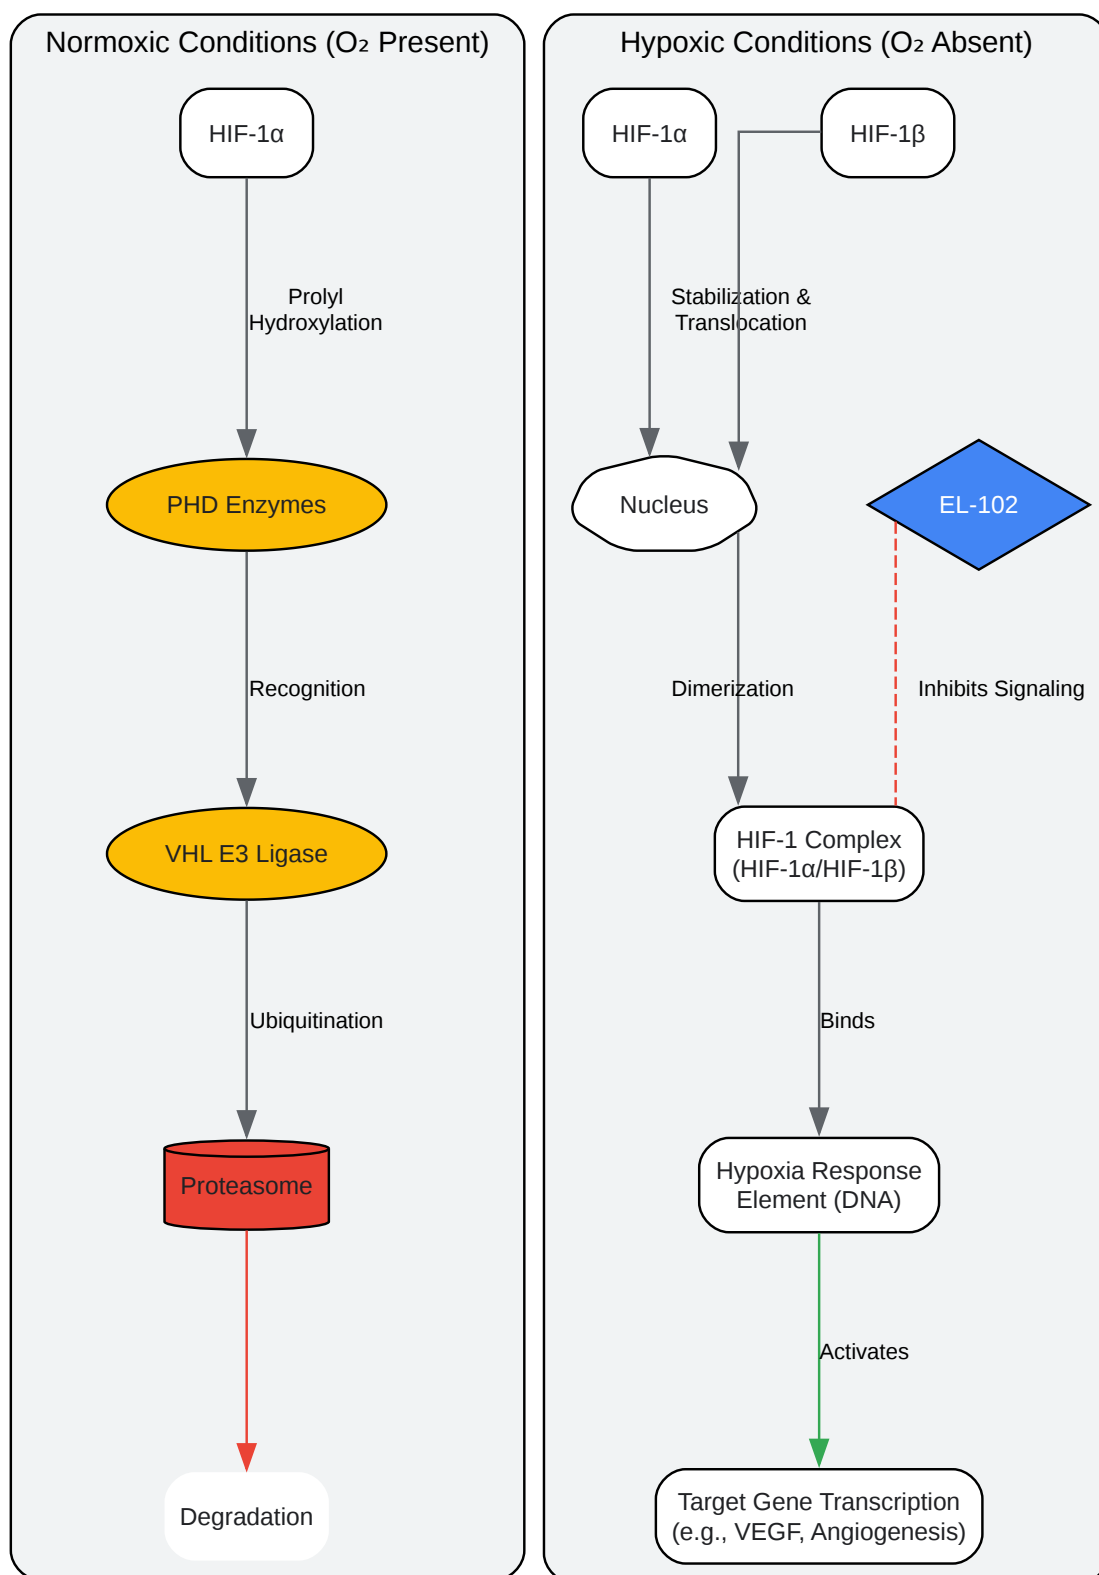 Normoxic Conditions (O₂ Present)
HIF-1α
Prolyl
Hydroxylation
PHD Enzymes
Recognition
VHL E3 Ligase
Ubiquitination
Proteasome
Degradation
Hypoxic Conditions (O₂ Absent)
HIF-1α
HIF-1β
Stabilization &
Translocation
Nucleus
EL-102
Dimerization
Inhibits Signaling
HIF-1 Complex
(HIF-1α/HIF-1β)
Binds
Hypoxia Response
Element (DNA)
Activates
Target Gene Transcription
(e.g., VEGF, Angiogenesis)